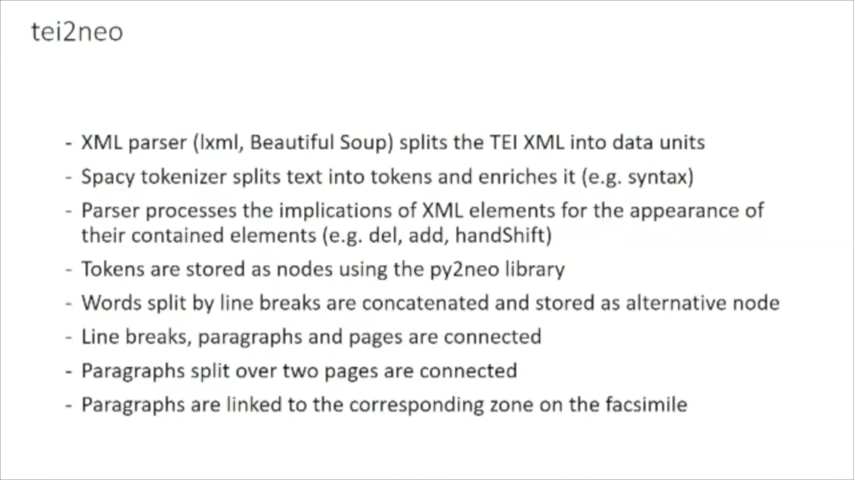 tei2neo
- XML parser (lxml, Beautiful Soup) splits the TEI XML into data units
- Spacy tokenizer splits text into tokens and enriches it (e.g. syntax)
- Parser processes the implications of XML elements for the appearance of
their contained elements (e.g. del, add, handShift)
- Tokens are stored as nodes using the py2neo library
- Words split by line breaks are concatenated and stored as alternative node
- Line breaks, paragraphs and pages are connected
- Paragraphs split over two pages are connected
- Paragraphs are linked to the corresponding zone on the facsimile